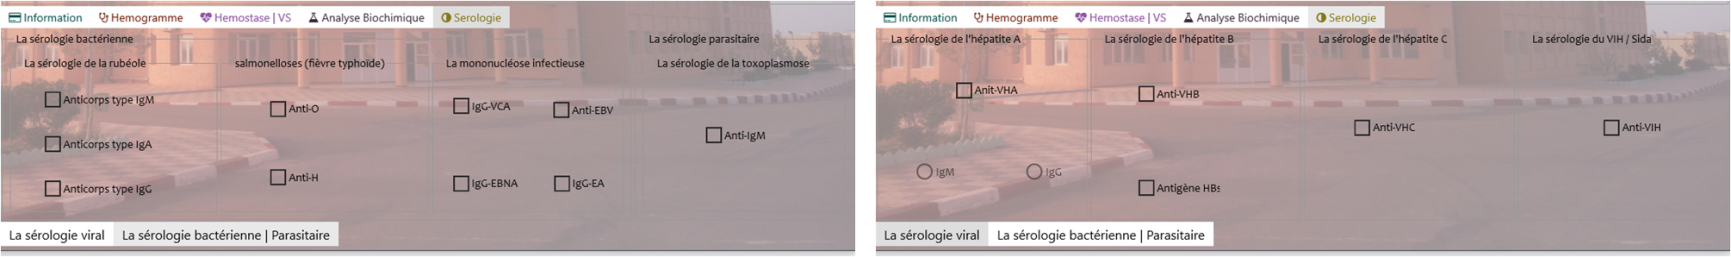 Information Hemogramme Hemostase | VS Analyse Biochimique Serologie
La sérologie bactérienne La sérologie parasitaire
La sérologie de la rubéole salmonelloses (fièvre typhoïde) La mononucléose infectieuse La sérologie de la toxoplasmose
Anticorps type IgM Anti-O IgG-VCA Anti-EBV
Anti-IgM
Anticorps type IgA
Anticorps type IgG Anti-H IgG-EBNA IgG-EA
La sérologie viral La sérologie bactérienne | Parasitaire
Information Hemogramme Hemostase | VS Analyse Biochimique Serologie
La sérologie de l'hépatite A La sérologie de l'hépatite B La sérologie de l'hépatite C La sérologie du VIH / Sida
Anit-VHA Anti-VHB
Anti-VHC Anti-VIH
IgM IgG
Antigène HBs
La sérologie viral La sérologie bactérienne | Parasitaire